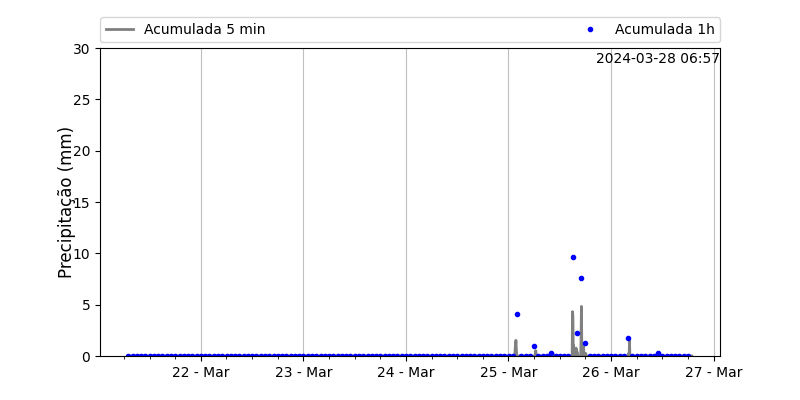 Acumulada 5 min
Acumulada 1h
2024-03-28 06:57
Precipitação (mm)
30
25
20
15
10
5
0
22 - Mar
23 - Mar
24 - Mar
25 - Mar
26 - Mar
27 - Mar